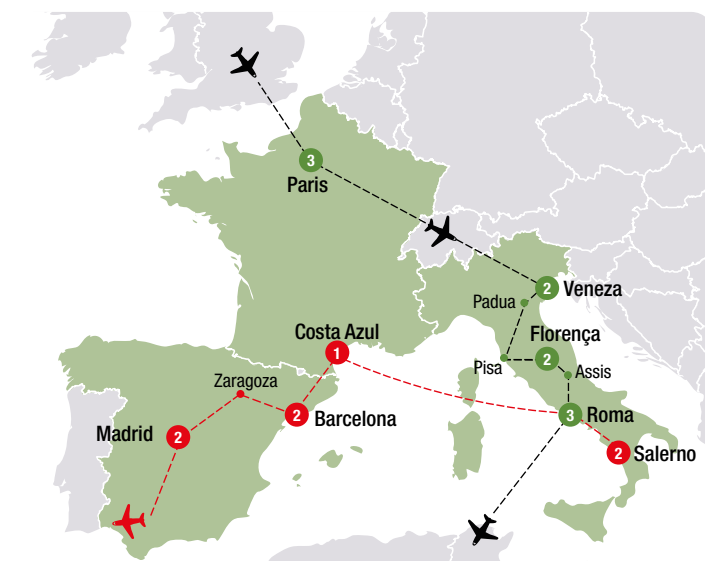 3
Paris
2
Veneza
Padua
Florença
2
Pisa
Assis
Costa Azul
1
Zaragoza
2
Barcelona
Madrid
2
3
Roma
2
Salerno